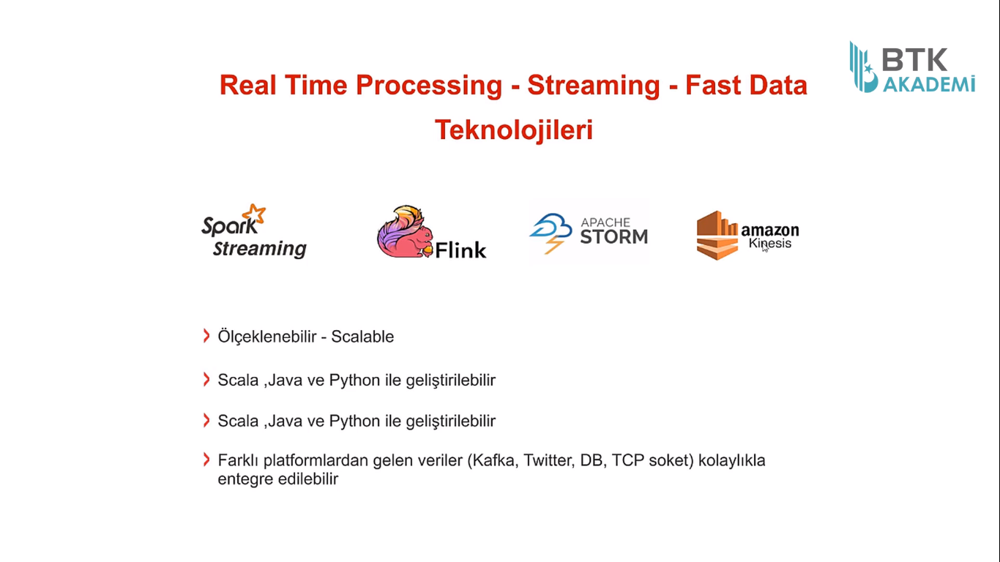 BTK
AKADEMİ
Real Time Processing - Streaming - Fast Data
Teknolojileri
Spark
Streaming
Flink
APACHE
STORM
amazon
Kinesis
Ölçeklenebilir - Scalable
Scala ,Java ve Python ile geliştirilebilir
Scala ,Java ve Python ile geliştirilebilir
Farklı platformlardan gelen veriler (Kafka, Twitter, DB, TCP soket) kolaylıkla
entegre edilebilir